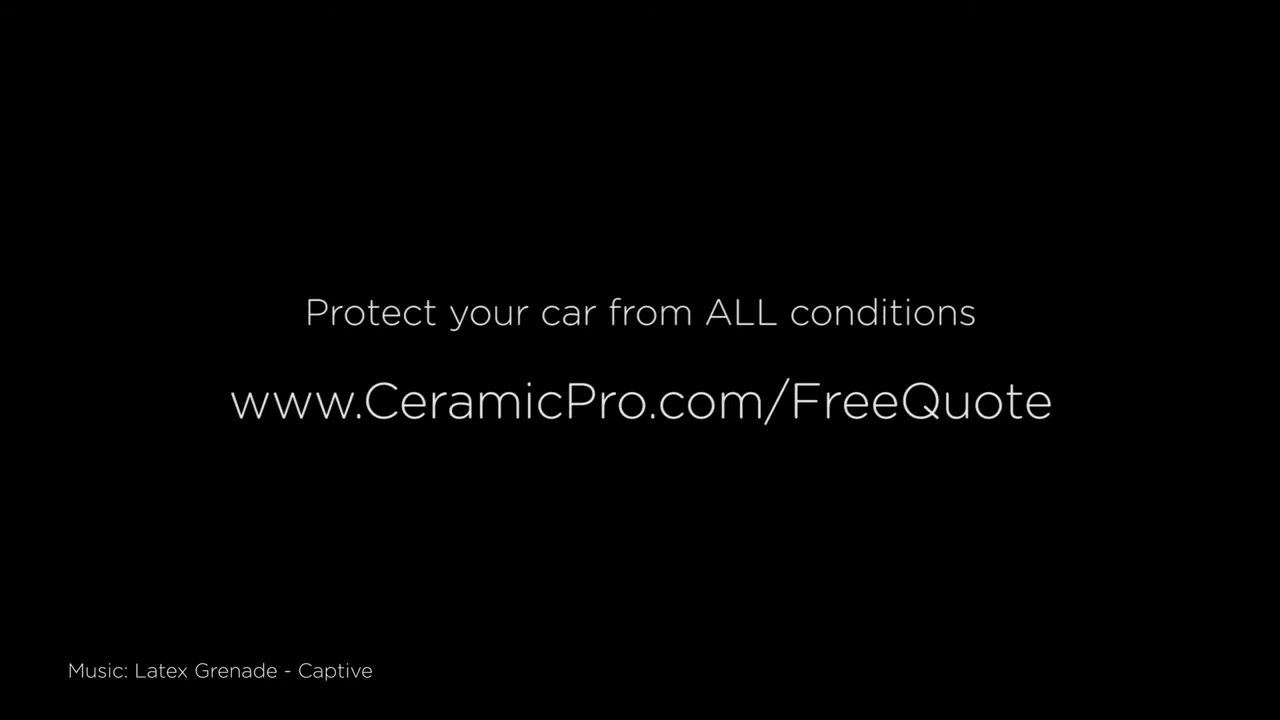 Protect your car from ALL conditions
www.CeramicPro.com/FreeQuote
Music: Latex Grenade - Captive